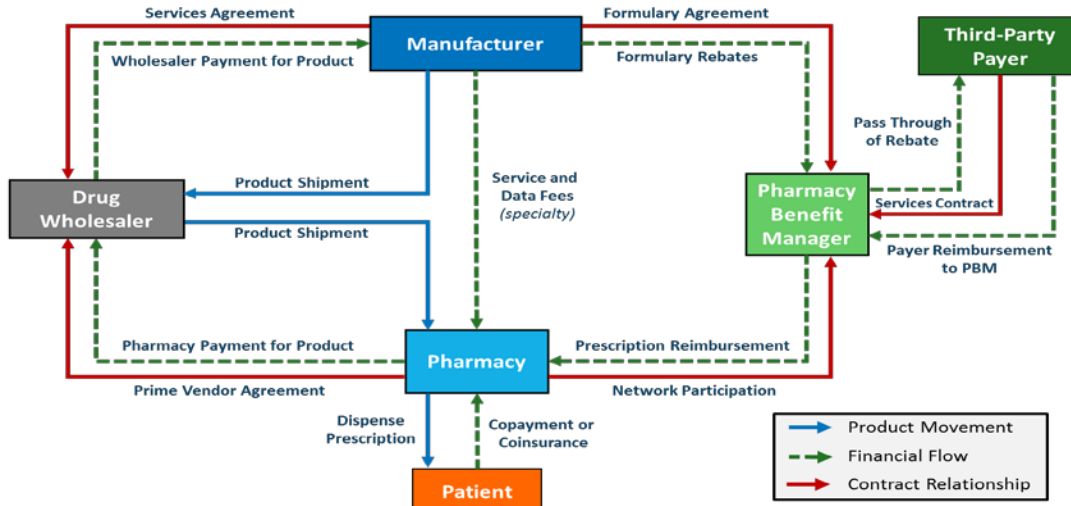 Services Agreement
Formulary Agreement
Manufacturer
Third-Party
Payer
Wholesaler Payment for Product
Formulary Rebates
Pass Through
of Rebate
Product Shipment
Service and
Data Fees
(specialty)
Drug
Wholesaler
Pharmacy
Benefit
Manager
Services Contract
Product Shipment
Payer Reimbursement
to PBM
Pharmacy Payment for Product
Pharmacy
Prescription Reimbursement
Prime Vendor Agreement
Network Participation
Dispense
Prescription
Copayment or
Coinsurance
Product Movement
Financial Flow
Contract Relationship
Patient